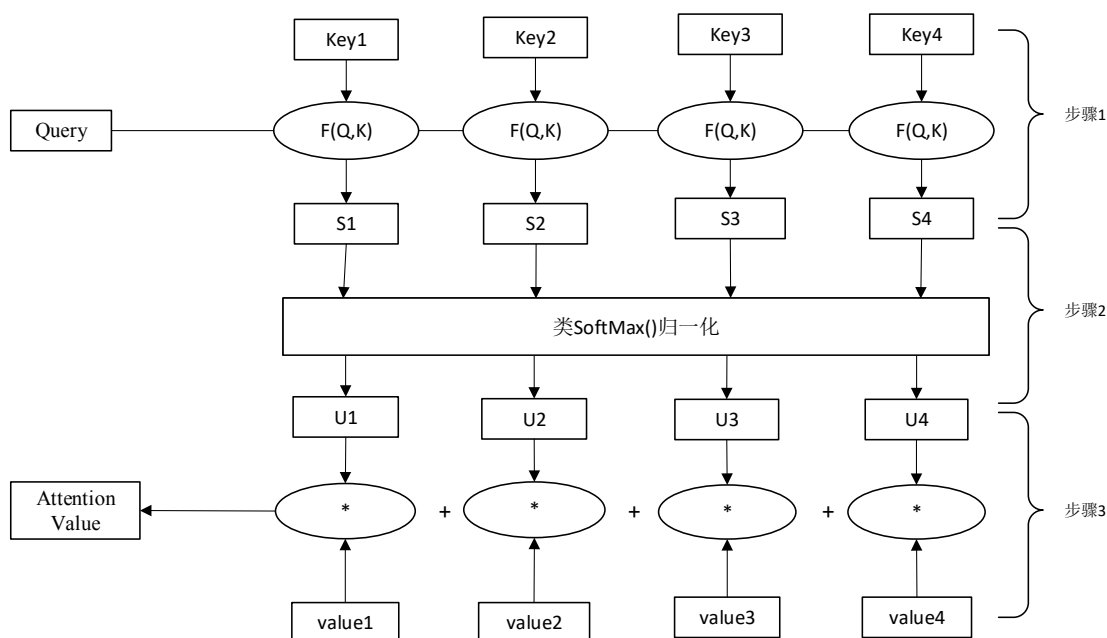 Key1
Key2
Key3
Key4
Query
F(Q,K)
F(Q,K)
F(Q,K)
F(Q,K)
步骤1
S1
S2
S3
S4
类SoftMax()归一化
步骤2
U1
U2
U3
U4
Attention
Value
*
+
*
+
*
+
*
步骤3
value1
value2
value3
value4